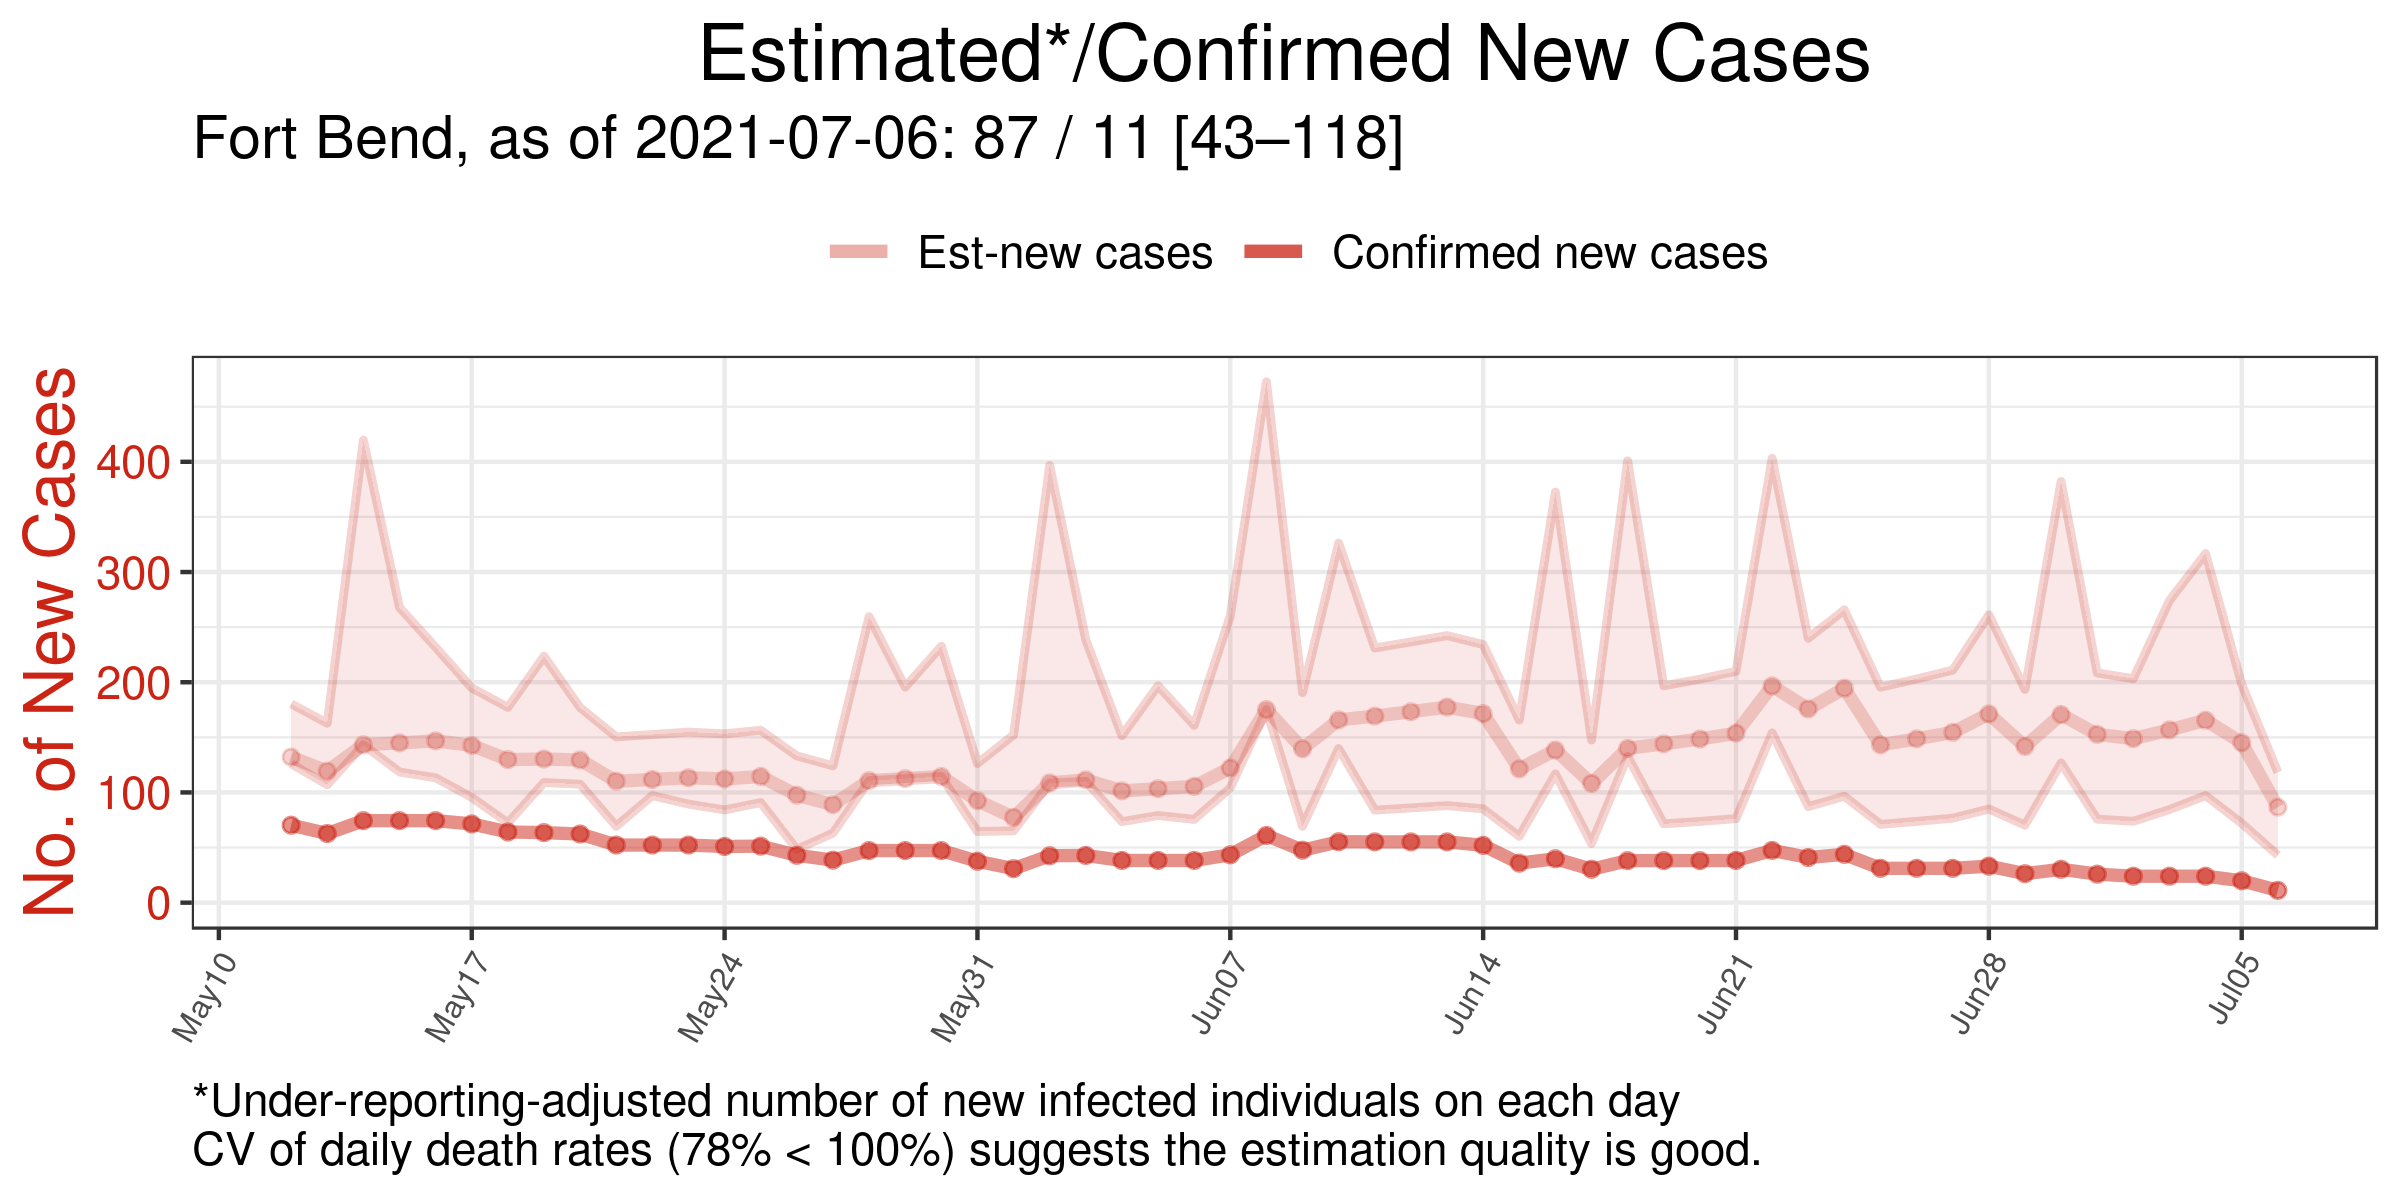 Estimated*/Confirmed New Cases
Fort Bend, as of 2021-07-06: 87 / 11 [43–118]
Est-new cases
Confirmed new cases
No. of New Cases
400
300
200
100
0
May10
May17
May24
May31
Jun07
Jun14
Jun21
Jun28
Jul05
*Under-reporting-adjusted number of new infected individuals on each day
CV of daily death rates (78% < 100%) suggests the estimation quality is good.